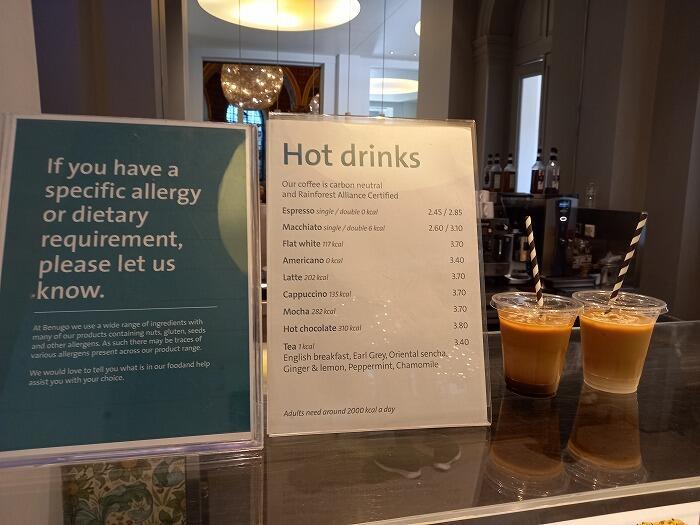 If you have a
specific allergy
or dietary
requirement,
please let us
know.
At Benugo we use a wide range of ingredients with
many of our products containing nuts, gluten, seeds
and other allergens. As such there may be traces of
various allergens present across our product range.
We would love to tell you what is in our foodand help
assist you with your choice.
Hot drinks
Our coffee is carbon neutral
and Rainforest Alliance Certified
Espresso single / double 0 kcal 2.45 / 2.85
Macchiato single / double 6 kcal 2.60 / 3.10
Flat white 117 kcal 3.70
Americano 0 kcal 3.40
Latte 202 kcal 3.70
Cappuccino 135 kcal 3.70
Mocha 282 kcal 3.70
Hot chocolate 310 kcal 3.80
Tea 1 kcal 3.40
English breakfast, Earl Grey, Oriental sencha,
Ginger & lemon, Peppermint, Chamomile
Adults need around 2000 kcal a day